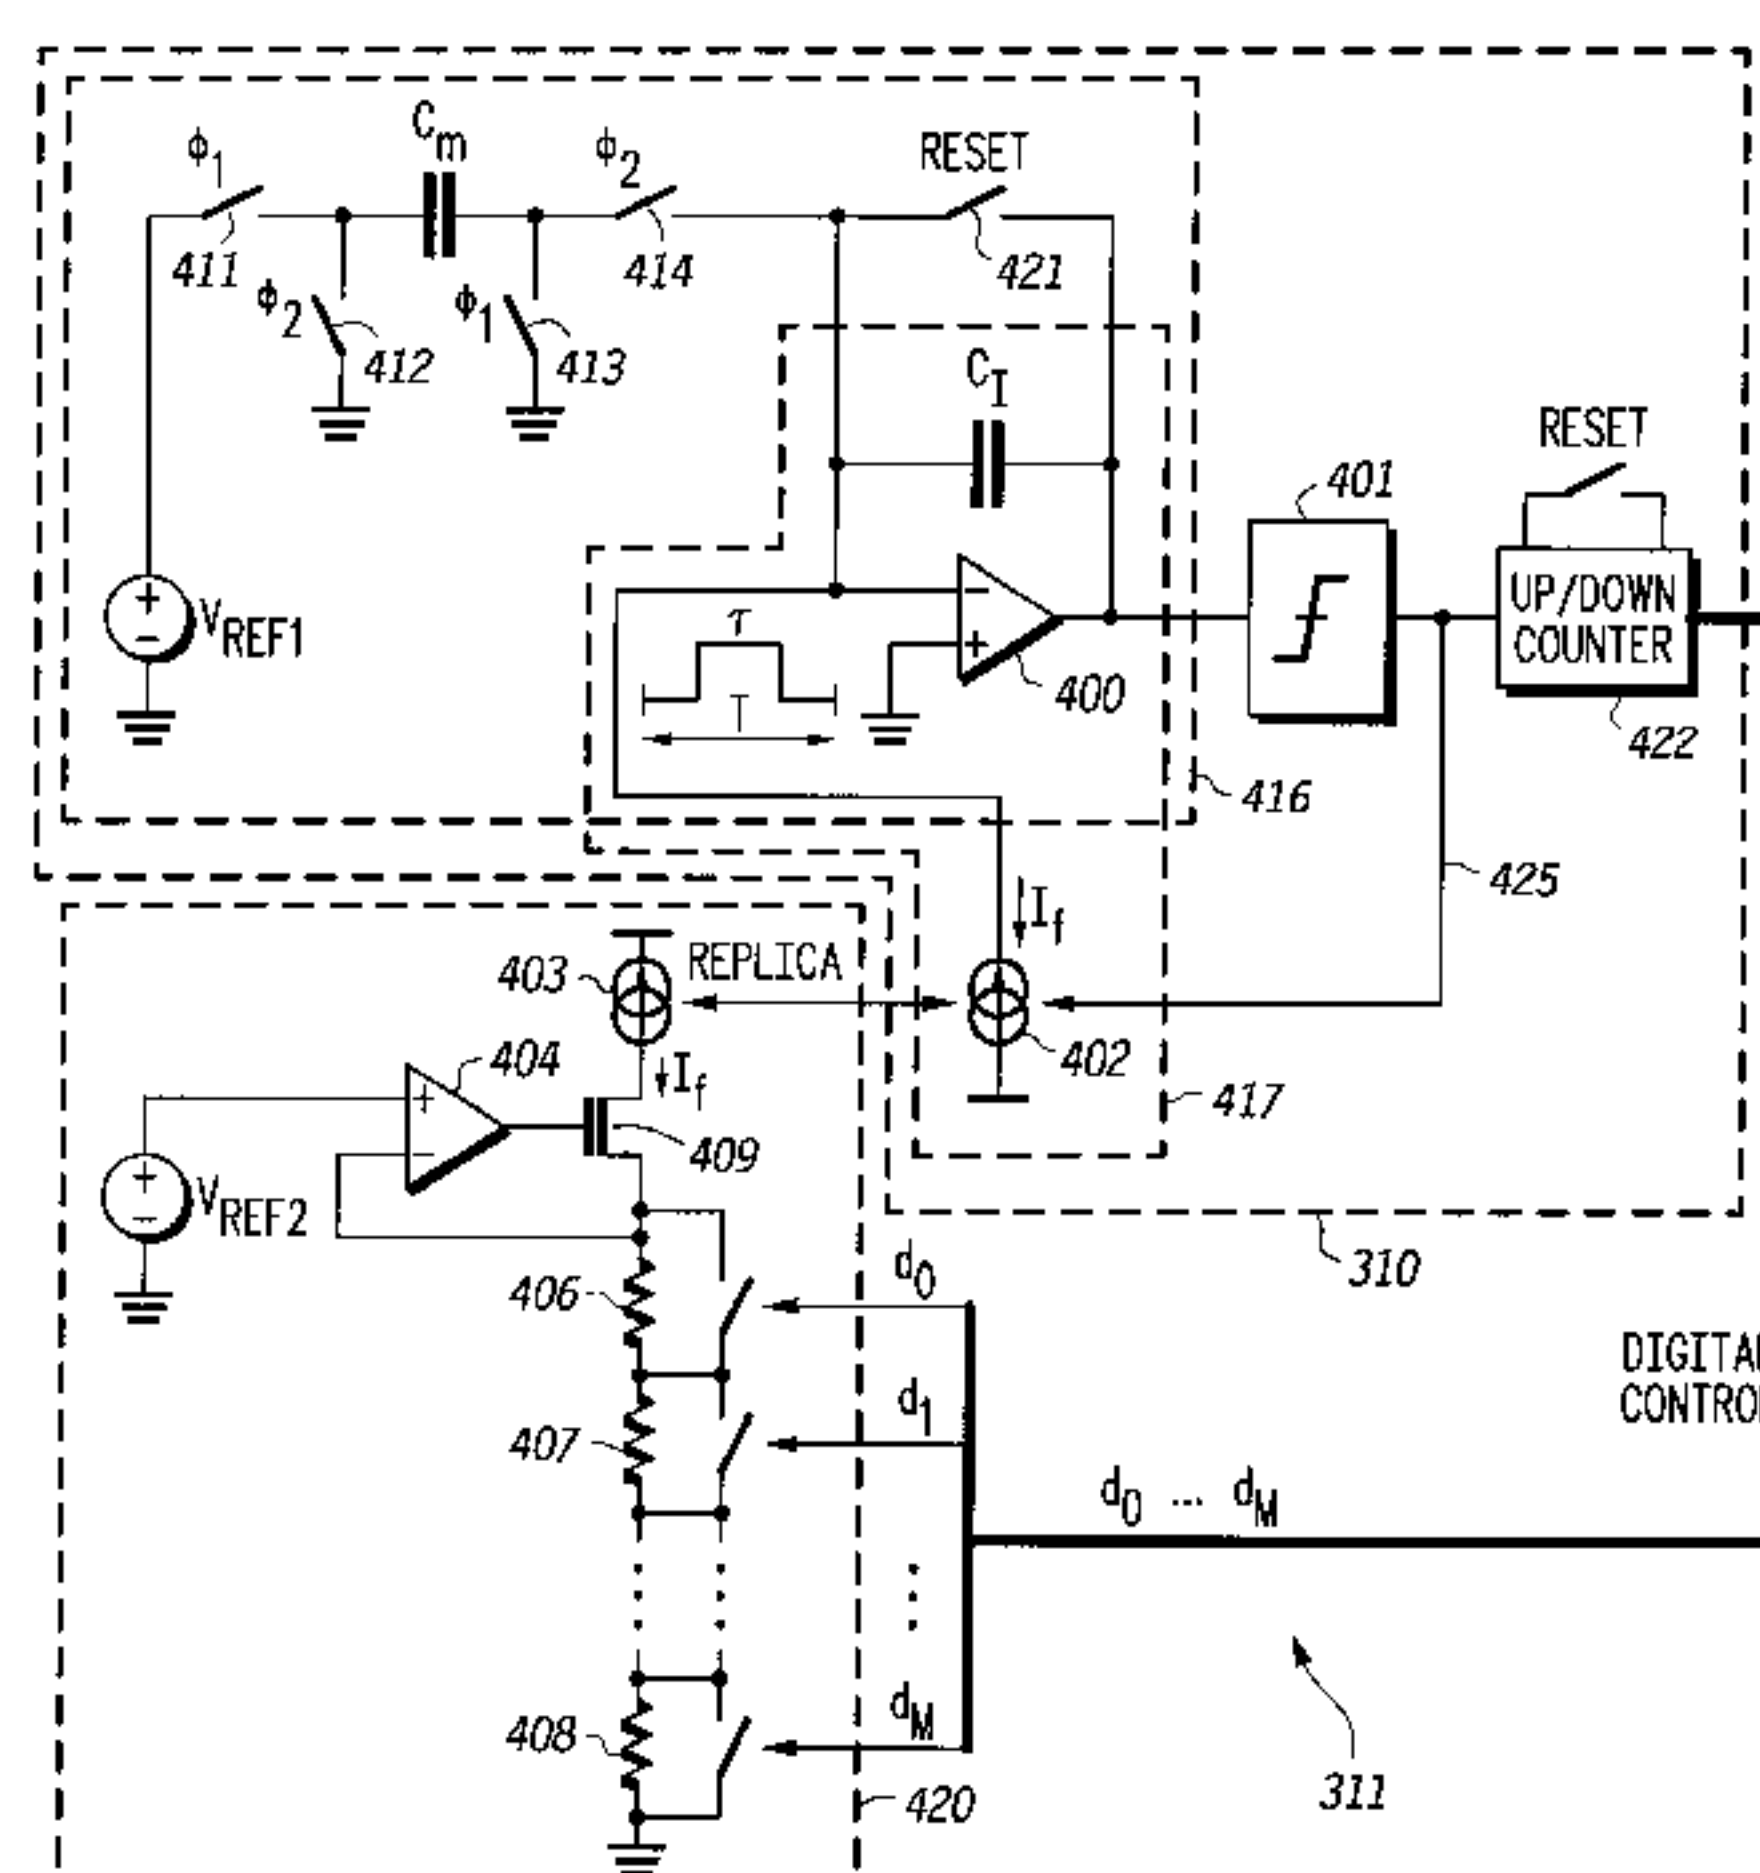 ϕ1
Cm
ϕ2
RESET
411
414
421
ϕ2
412
ϕ1
413
CI
RESET
401
VREF1
τ
T
−
+
400
UP/DOWN
COUNTER
422
416
425
If
403
REPLICA
402
417
404
If
409
VREF2
310
406
d0
DIGITA
CONTRO
407
d1
d0 ... dM
408
dM
420
311